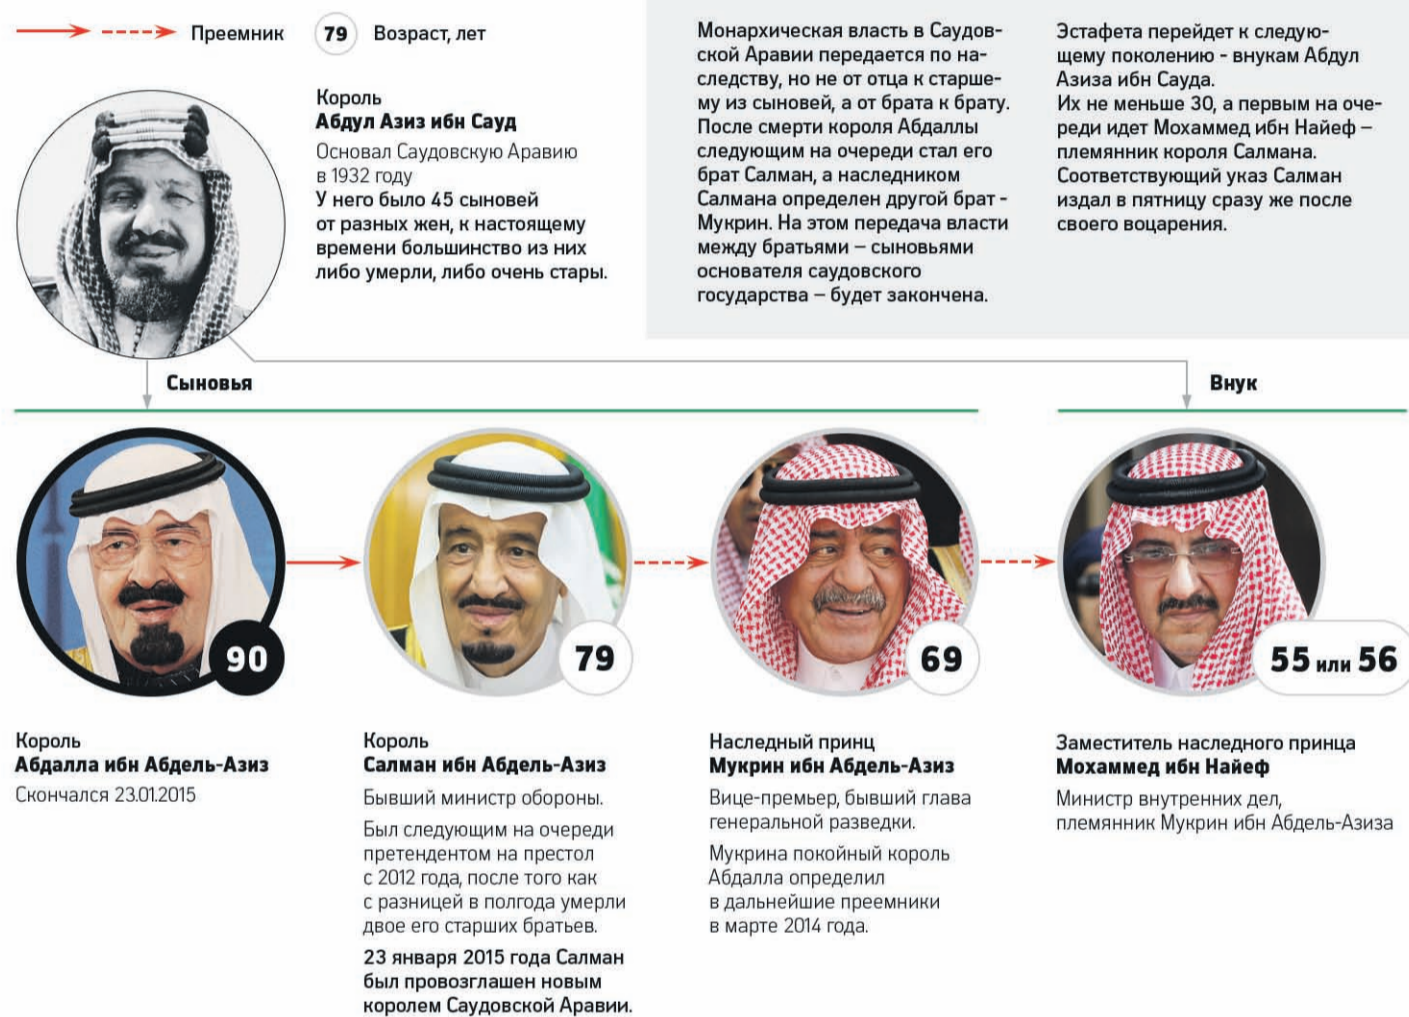 Преемник
79 Возраст, лет
Король
Абдул Азиз ибн Сауд
Основал Саудовскую Аравию
в 1932 году
У него было 45 сыновей
от разных жен, к настоящему
времени большинство из них
либо умерли, либо очень стары.
Монархическая власть в Саудов-
ской Аравии передается по на-
следству, но не от отца к старше-
му из сыновей, а от брата к брату.
После смерти короля Абдаллы
следующим на очереди стал его
брат Салман, а наследником
Салмана определен другой брат -
Мукрин. На этом передача власти
между братьями – сыновьями
основателя саудовского
государства – будет закончена.
Эстафета перейдет к следую-
щему поколению - внукам Абдул
Азиза ибн Сауда.
Их не меньше 30, а первым на оче-
реди идет Мохаммед ибн Найеф –
племянник короля Салмана.
Соответствующий указ Салман
издал в пятницу сразу же после
своего воцарения.
Сыновья
Внук
90
79
69
55 или 56
Король
Абдалла ибн Абдель-Азиз
Скончался 23.01.2015
Король
Салман ибн Абдель-Азиз
Бывший министр обороны.
Был следующим на очереди
претендентом на престол
с 2012 года, после того как
с разницей в полгода умерли
двое его старших братьев.
23 января 2015 года Салман
был провозглашен новым
королем Саудовской Аравии.
Наследный принц
Мукрин ибн Абдель-Азиз
Вице-премьер, бывший глава
генеральной разведки.
Мукрина покойный король
Абдалла определил
в дальнейшие преемники
в марте 2014 года.
Заместитель наследного принца
Мохаммед ибн Найеф
Министр внутренних дел,
племянник Мукрин ибн Абдель-Азиза